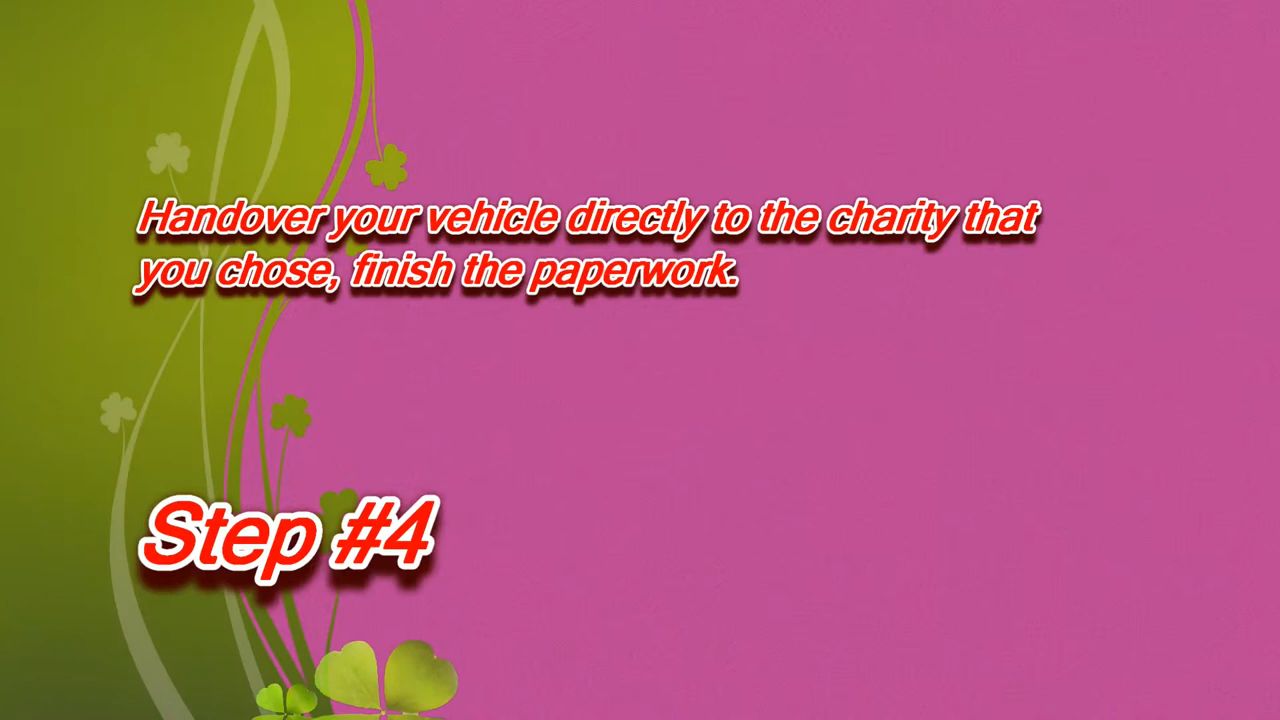 Handover your vehicle directly to the charity that
you chose, finish the paperwork.
Step #4